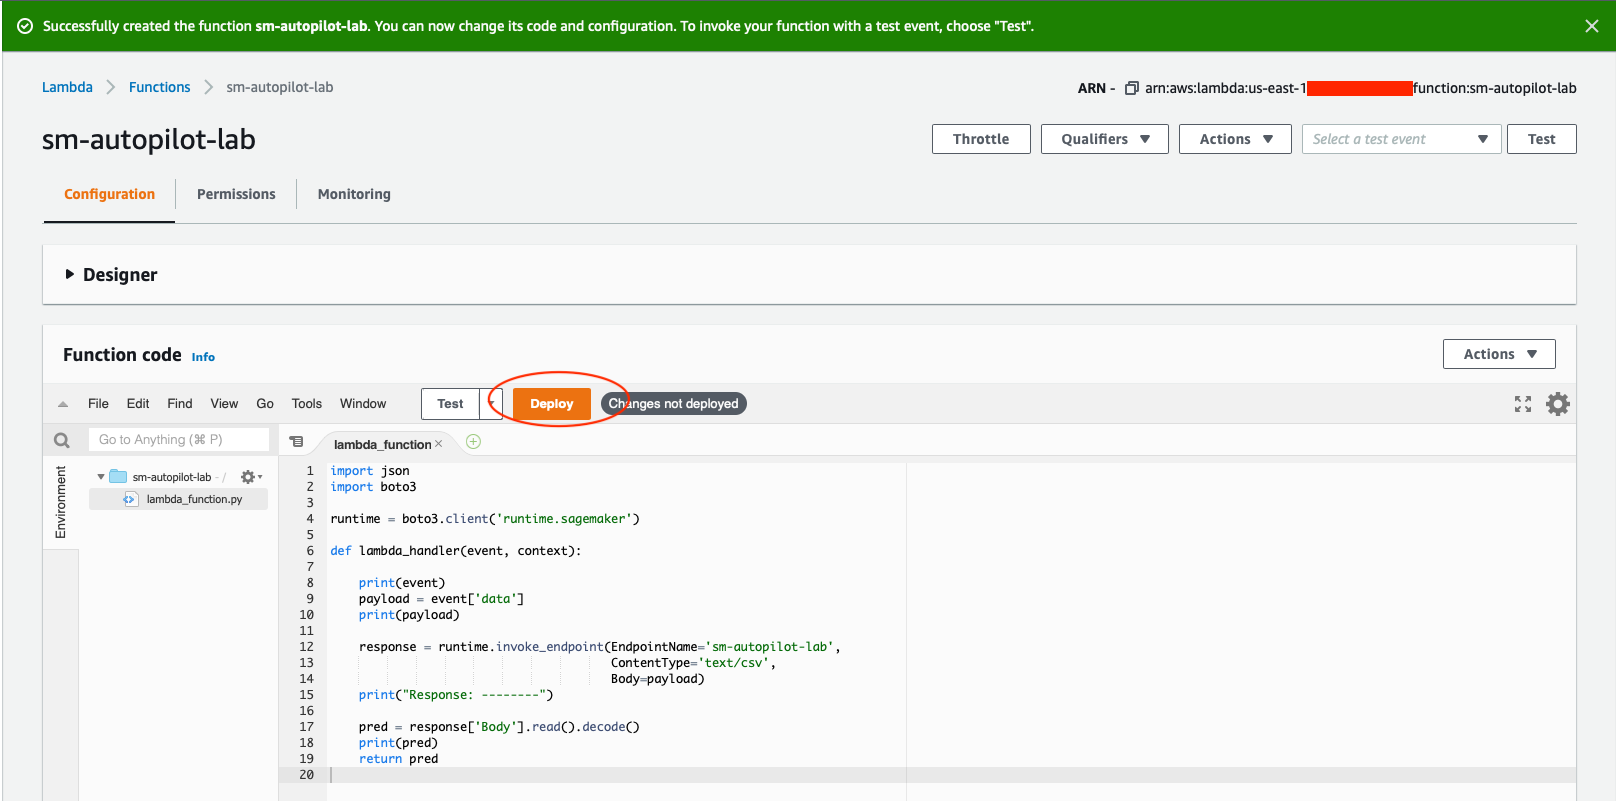 Successfully created the function sm-autopilot-lab. You can now change its code and configuration. To invoke your function with a test event, choose "Test".
Lambda Functions sm-autopilot-lab
ARN - arn:aws:lambda:us-east-1 function:sm-autopilot-lab
sm-autopilot-lab
Throttle Qualifiers Actions Select a test event Test
Configuration Permissions Monitoring
Designer
Function code Info
Actions
File Edit Find View Go Tools Window Test Deploy Changes not deployed
Go to Anything (⌘ P)
lambda_function
Environment
sm-autopilot-lab - /
lambda_function.py
1 import json
2 import boto3
3
4 runtime = boto3.client('runtime.sagemaker')
5
6 def lambda_handler(event, context):
7
8     print(event)
9     payload = event['data']
10     print(payload)
11
12     response = runtime.invoke_endpoint(EndpointName='sm-autopilot-lab',
13                                        ContentType='text/csv',
14                                        Body=payload)
15     print("Response: --------")
16
17     pred = response['Body'].read().decode()
18     print(pred)
19     return pred
20